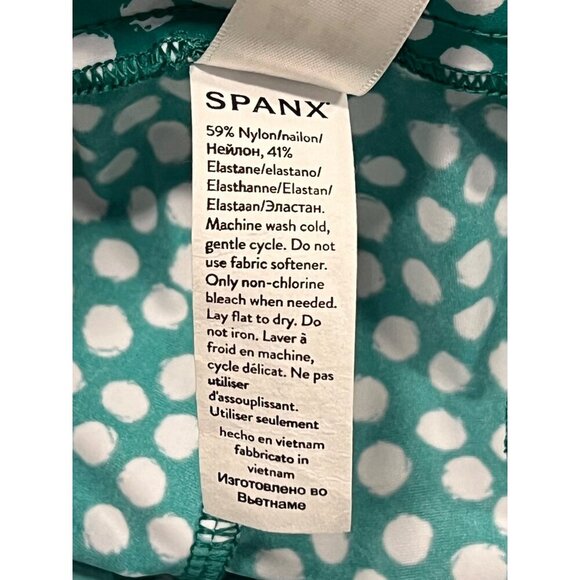 SPANX
59% Nylon/nailon/
Нейлон, 41%
Elastane/elastano/
Elasthanne/Elastan/
Elastaan/Эластан.
Machine wash cold,
gentle cycle. Do not
use fabric softener.
Only non-chlorine
bleach when needed.
Lay flat to dry. Do
not iron. Laver à
froid en machine,
cycle délicat. Ne pas
utiliser
d'assouplissant.
Utiliser seulement
hecho en vietnam
fabbricato in
vietnam
Изготовлено во
Вьетнаме